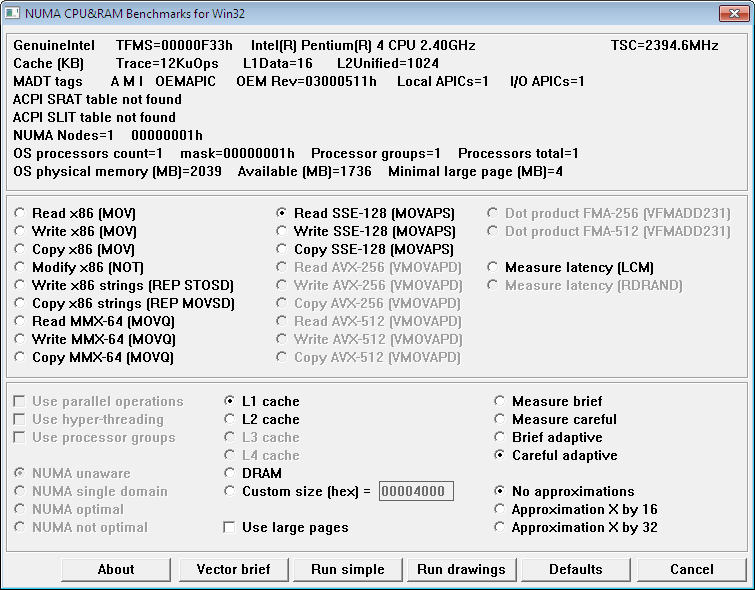 NUMA CPU&RAM Benchmarks for Win32
GenuineIntel TFMS=00000F33h Intel(R) Pentium(R) 4 CPU 2.40GHz TSC=2394.6MHz
Cache (KB) Trace=12KuOps L1Data=16 L2Unified=1024
MADT tags A M I OEMAPIC OEM Rev=03000511h Local APICs=1 I/O APICs=1
ACPI SRAT table not found
ACPI SLIT table not found
NUMA Nodes=1 00000001h
OS processors count=1 mask=00000001h Processor groups=1 Processors total=1
OS physical memory (MB)=2039 Available (MB)=1736 Minimal large page (MB)=4
Read x86 (MOV)
Write x86 (MOV)
Copy x86 (MOV)
Modify x86 (NOT)
Write x86 strings (REP STOSD)
Copy x86 strings (REP MOVSD)
Read MMX-64 (MOVQ)
Write MMX-64 (MOVQ)
Copy MMX-64 (MOVQ)
Read SSE-128 (MOVAPS)
Write SSE-128 (MOVAPS)
Copy SSE-128 (MOVAPS)
Read AVX-256 (VMOVAPD)
Write AVX-256 (VMOVAPD)
Copy AVX-256 (VMOVAPD)
Read AVX-512 (VMOVAPD)
Write AVX-512 (VMOVAPD)
Copy AVX-512 (VMOVAPD)
Dot product FMA-256 (VFMADD231)
Dot product FMA-512 (VFMADD231)
Measure latency (LCM)
Measure latency (RDRAND)
Use parallel operations
Use hyper-threading
Use processor groups
NUMA unaware
NUMA single domain
NUMA optimal
NUMA not optimal
L1 cache
L2 cache
L3 cache
L4 cache
DRAM
Custom size (hex) = 00004000
Use large pages
Measure brief
Measure careful
Brief adaptive
Careful adaptive
No approximations
Approximation X by 16
Approximation X by 32
About Vector brief Run simple Run drawings Defaults Cancel